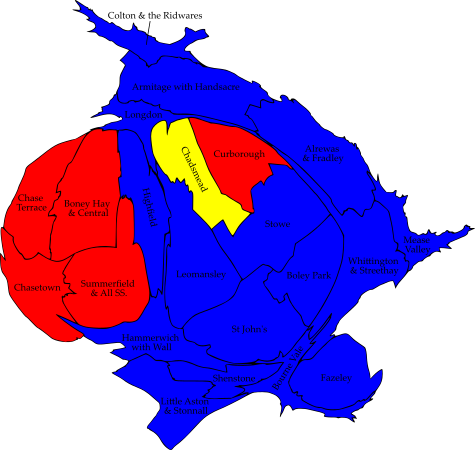 Colton & the Ridwares
Armitage with Handsacre
Longdon
Alrewas
& Fradley
Chadsmead
Curborough
Chase
Terrace
Boney Hay
& Central
Highfield
Stowe
Mease
Valley
Whittington
& Streethay
Leomansley
Boley Park
Chasetown
Summerfield
& All SS.
St John's
Hammerwich
with Wall
Bourne Vale
Shenstone
Fazeley
Little Aston
& Stonnall